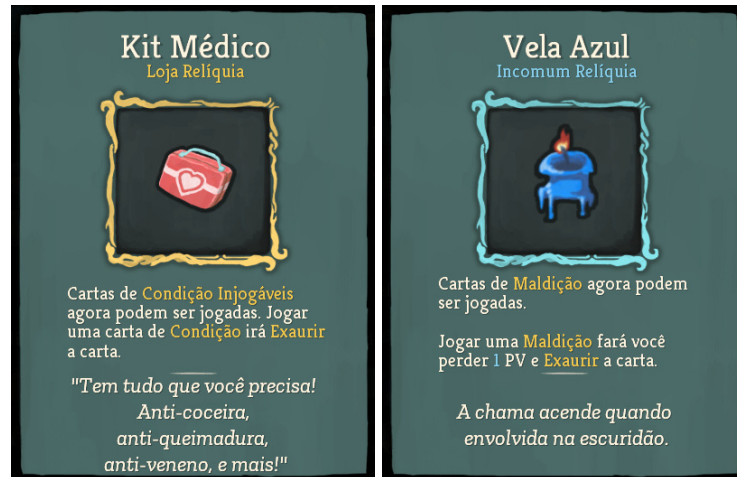 Kit Médico
Loja Relíquia
Cartas de Condição Injogáveis
agora podem ser jogadas. Jogar
uma carta de Condição irá Exaurir
a carta.
"Tem tudo que você precisa!
Anti-coceira,
anti-queimadura,
anti-veneno, e mais!"
Vela Azul
Incomum Relíquia
Cartas de Maldição agora podem
ser jogadas.
Jogar uma Maldição fará você
perder 1 PV e Exaurir a carta.
A chama acende quando
envolvida na escuridão.